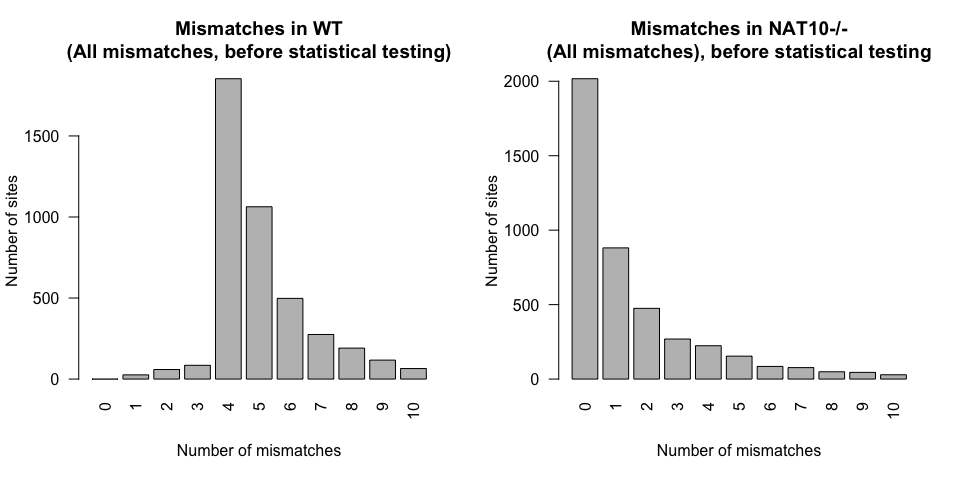 Mismatches in WT
(All mismatches, before statistical testing)
Number of sites
1500
1000
500
0
0 1 2 3 4 5 6 7 8 9 10
Number of mismatches
Mismatches in NAT10-/-
(All mismatches), before statistical testing
Number of sites
2000
1500
1000
500
0
0 1 2 3 4 5 6 7 8 9 10
Number of mismatches